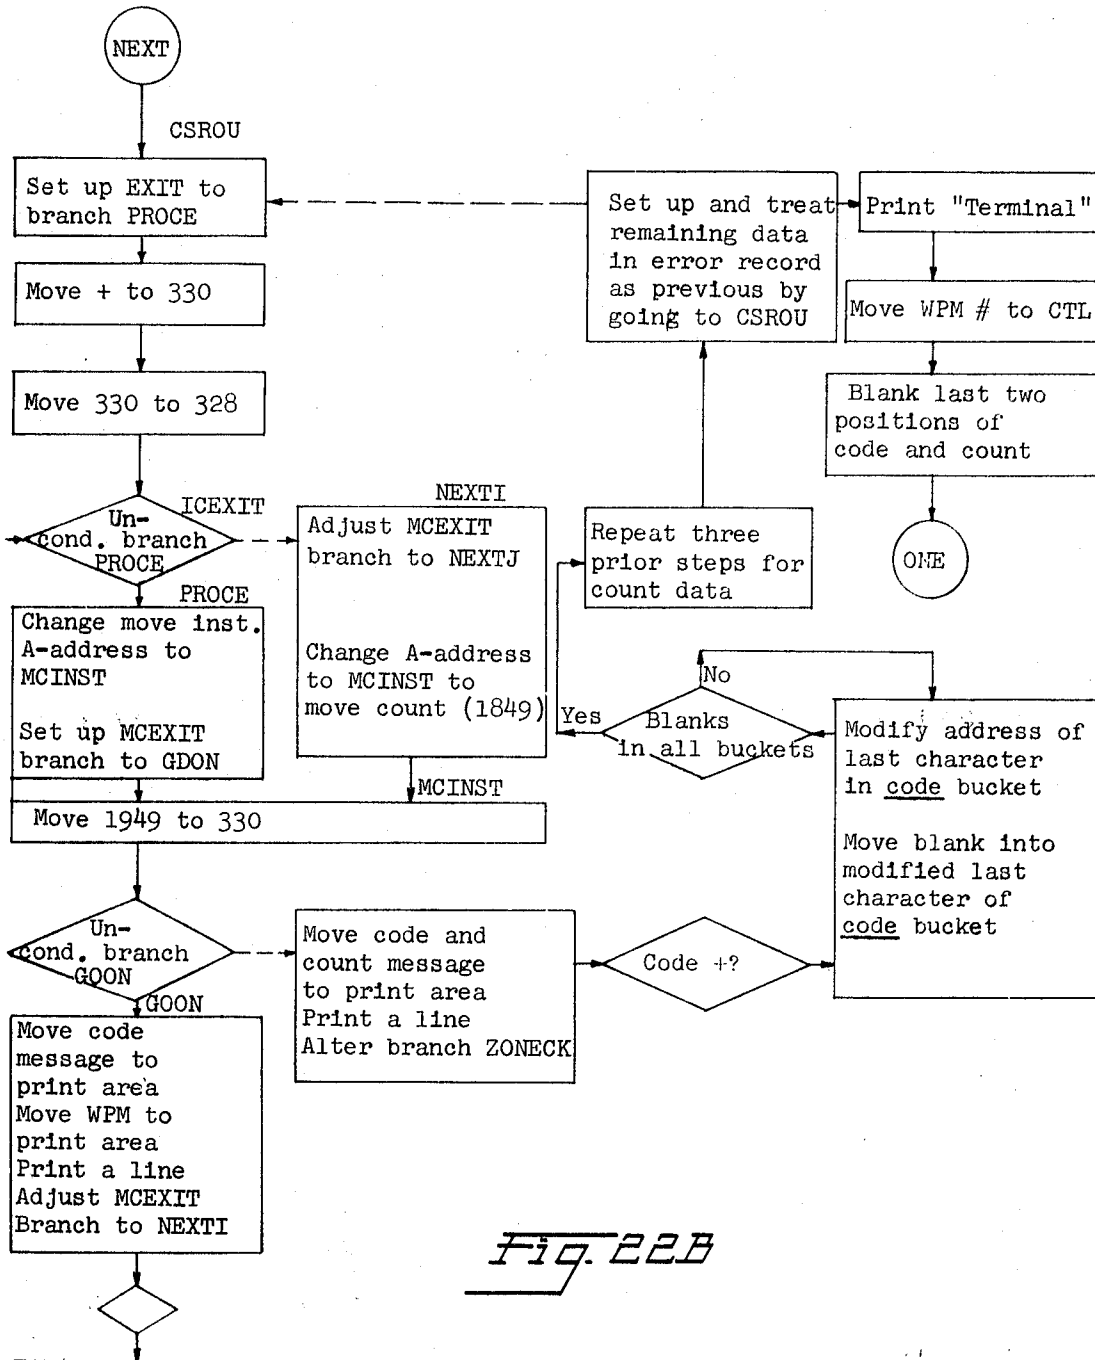 NEXT
CSROU
Set up EXIT to
branch PROCE
Move + to 330
Move 330 to 328
ICEXIT
Un-
cond. branch
PROCE
PROCE
Change move inst.
A-address to
MCINST
Set up MCEXIT
branch to GDON
NEXTI
Adjust MCEXIT
branch to NEXTJ
Change A-address
to MCINST to
move count (1849)
MCINST
Move 1949 to 330
Un-
cond. branch
GOON
GOON
Move code
message to
print area
Move WPM to
print area
Print a line
Adjust MCEXIT
Branch to NEXTI
Move code and
count message
to print area
Print a line
Alter branch ZONECK
Code +?
Modify address of
last character
in code bucket
Move blank into
modified last
character of
code bucket
No
Blanks
in all buckets
Yes
Repeat three
prior steps for
count data
Set up and treat
remaining data
in error record
as previous by
going to CSROU
Print "Terminal"
Move WPM # to CTL
Blank last two
positions of
code and count
ONE
Fig. 22B